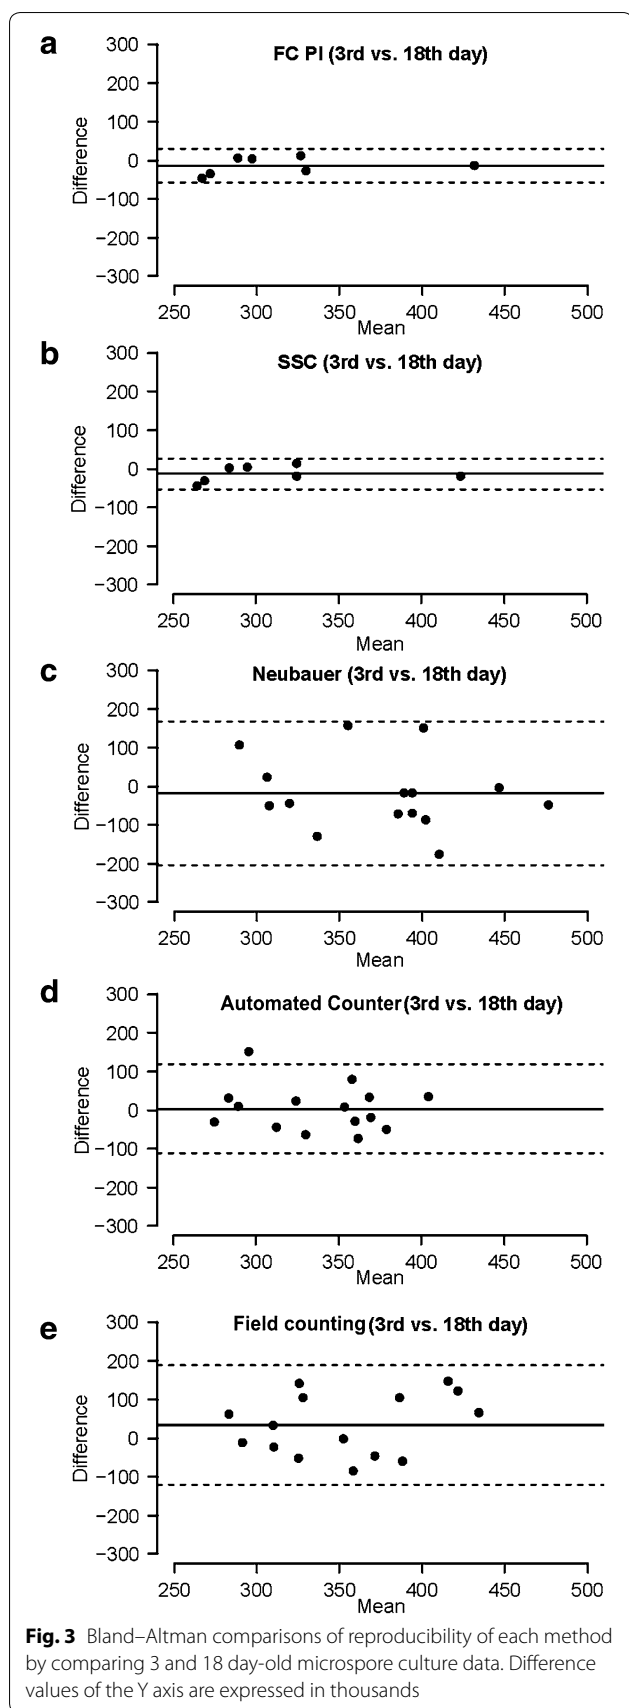 a
FC PI (3rd vs. 18th day)
300
200
100
0
−100
−200
−300
Difference
250 300 350 400 450 500
Mean
b
SSC (3rd vs. 18th day)
300
200
100
0
−100
−200
−300
Difference
250 300 350 400 450 500
Mean
c
Neubauer (3rd vs. 18th day)
300
200
100
0
−100
−200
−300
Difference
250 300 350 400 450 500
Mean
d
Automated Counter (3rd vs. 18th day)
300
200
100
0
−100
−200
−300
Difference
250 300 350 400 450 500
Mean
e
Field counting (3rd vs. 18th day)
300
200
100
0
−100
−200
−300
Difference
250 300 350 400 450 500
Mean
Fig. 3 Bland–Altman comparisons of reproducibility of each method
by comparing 3 and 18 day-old microspore culture data. Difference
values of the Y axis are expressed in thousands